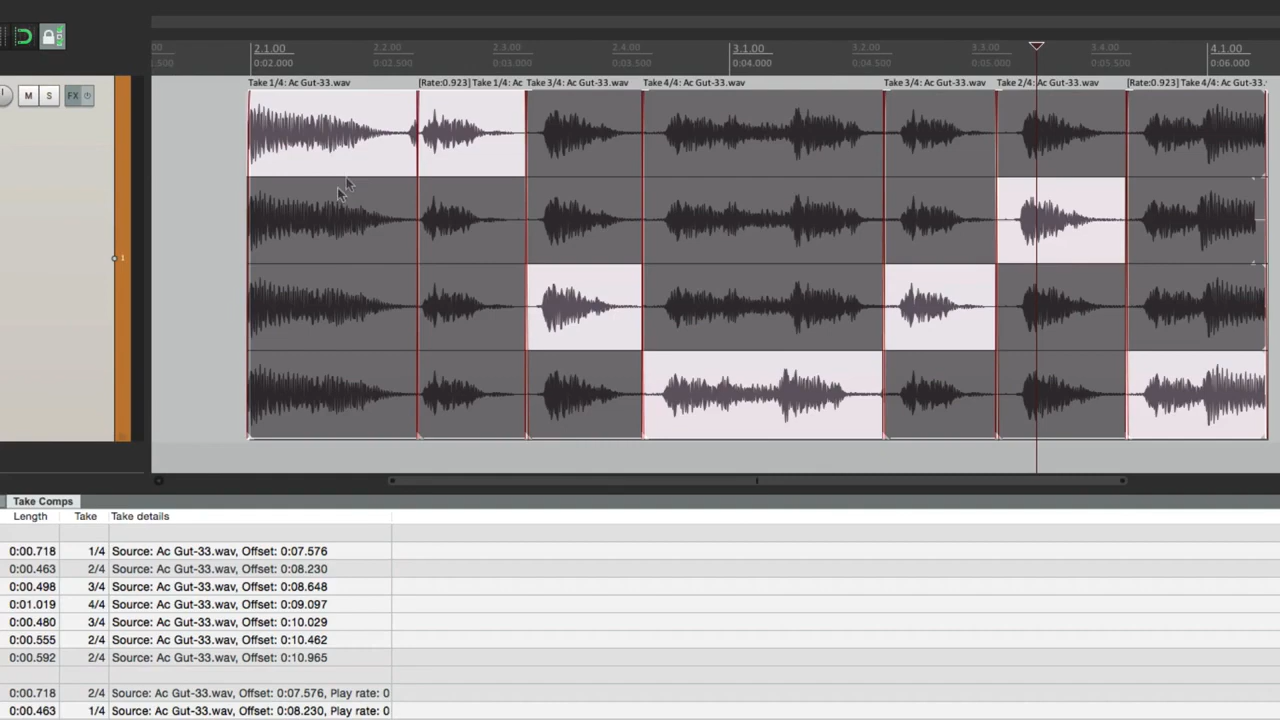 00 2.1.00 2.2.00 2.3.00 2.4.00 3.1.00 3.2.00 3.3.00 3.4.00 4.1.00
.500 0:02.000 0:02.500 0:03.000 0:03.500 0:04.000 0:04.500 0:05.000 0:05.500 0:06.000
Take 1/4: Ac Gut-33.wav [Rate:0.923] Take 1/4: Ac Take 3/4: Ac Gut-33.wav Take 4/4: Ac Gut-33.wav Take 3/4: Ac Gut-33.wav Take 2/4: Ac Gut-33.wav [Rate:0.923] Take 4/4: Ac Gut-33.
M S FX
1
Take Comps
Length Take Take details
0:00.718 1/4 Source: Ac Gut-33.wav, Offset: 0:07.576
0:00.463 2/4 Source: Ac Gut-33.wav, Offset: 0:08.230
0:00.498 3/4 Source: Ac Gut-33.wav, Offset: 0:08.648
0:01.019 4/4 Source: Ac Gut-33.wav, Offset: 0:09.097
0:00.480 3/4 Source: Ac Gut-33.wav, Offset: 0:10.029
0:00.555 2/4 Source: Ac Gut-33.wav, Offset: 0:10.462
0:00.592 2/4 Source: Ac Gut-33.wav, Offset: 0:10.965
0:00.718 2/4 Source: Ac Gut-33.wav, Offset: 0:07.576, Play rate: 0
0:00.463 1/4 Source: Ac Gut-33.wav, Offset: 0:08.230, Play rate: 0